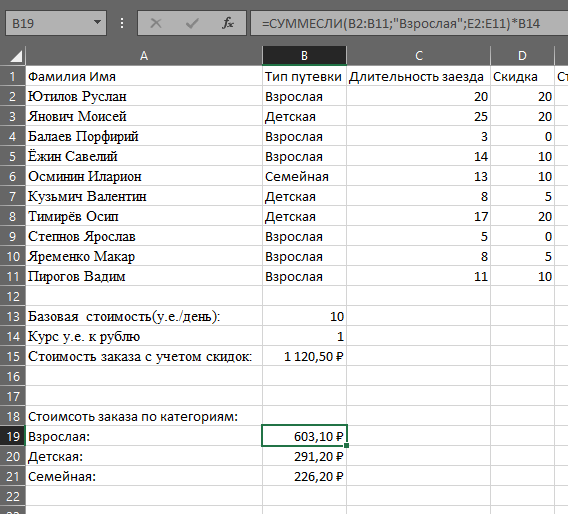 B19 fx =СУММЕСЛИ(B2:B11;"Взрослая";E2:E11)*B14
A B C D
1 Фамилия Имя Тип путевки Длительность заезда Скидка Ст
2 Ютилов Руслан Взрослая 20 20
3 Янович Моисей Детская 25 20
4 Балаев Порфирий Взрослая 3 0
5 Ёжин Савелий Взрослая 14 10
6 Осминин Иларион Семейная 13 10
7 Кузьмич Валентин Детская 8 5
8 Тимирёв Осип Детская 17 20
9 Степнов Ярослав Взрослая 5 0
10 Яременко Макар Взрослая 8 5
11 Пирогов Вадим Взрослая 11 10
12
13 Базовая стоимость(у.е./день): 10
14 Курс у.е. к рублю 1
15 Стоимость заказа с учетом скидок: 1 120,50 ₽
16
17
18 Стоимсоть заказа по категориям:
19 Взрослая: 603,10 ₽
20 Детская: 291,20 ₽
21 Семейная: 226,20 ₽
22